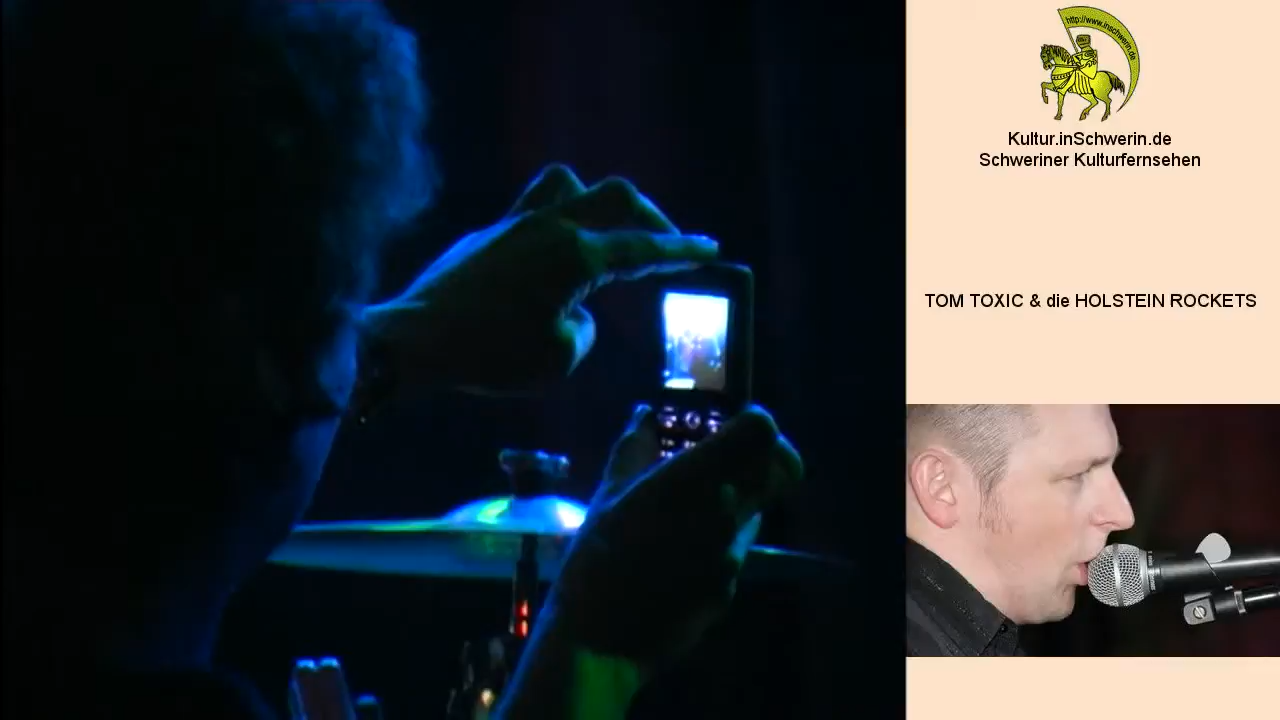 http://www.inschwerin.de
Kultur.inSchwerin.de
Schweriner Kulturfernsehen
TOM TOXIC & die HOLSTEIN ROCKETS